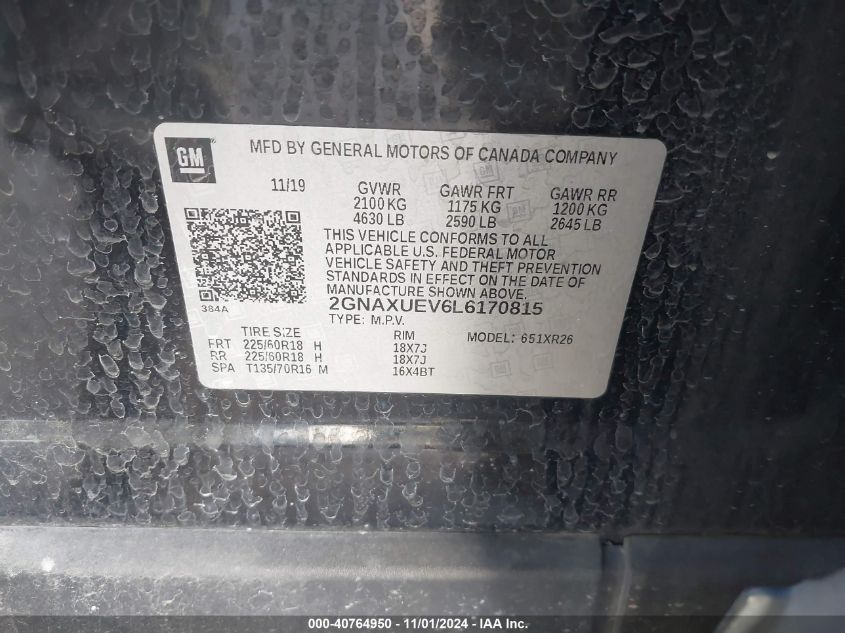 GM
MFD BY GENERAL MOTORS OF CANADA COMPANY
11/19 GVWR GAWR FRT GAWR RR
2100 KG 1175 KG 1200 KG
4630 LB 2590 LB 2645 LB
THIS VEHICLE CONFORMS TO ALL
APPLICABLE U.S. FEDERAL MOTOR
VEHICLE SAFETY AND THEFT PREVENTION
STANDARDS IN EFFECT ON THE DATE OF
MANUFACTURE SHOWN ABOVE.
384A 2GNAXUEV6L6170815
TYPE: M.P.V.
TIRE SIZE RIM MODEL: 651XR26
FRT 225/60R18 H 18X7J
RR 225/60R18 H 18X7J
SPA T135/70R16 M 16X4BT
000-40764950 - 11/01/2024 - IAA Inc.